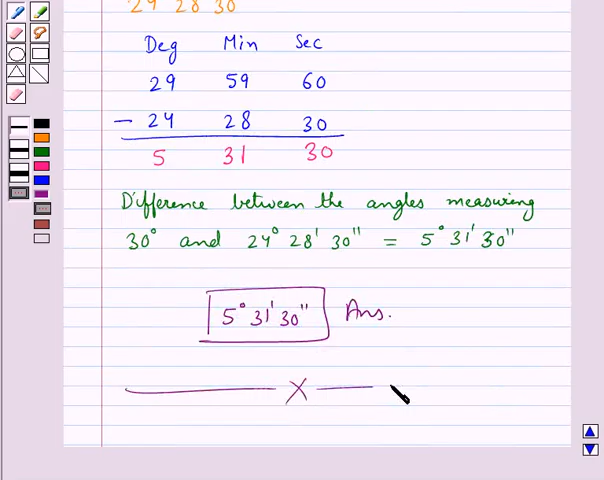 29 28 30
Deg Min Sec
29 59 60
- 24 28 30
5 31 30
Difference between the angles measuring
30° and 24° 28' 30" = 5° 31' 30"
5° 31' 30" Ans.
X